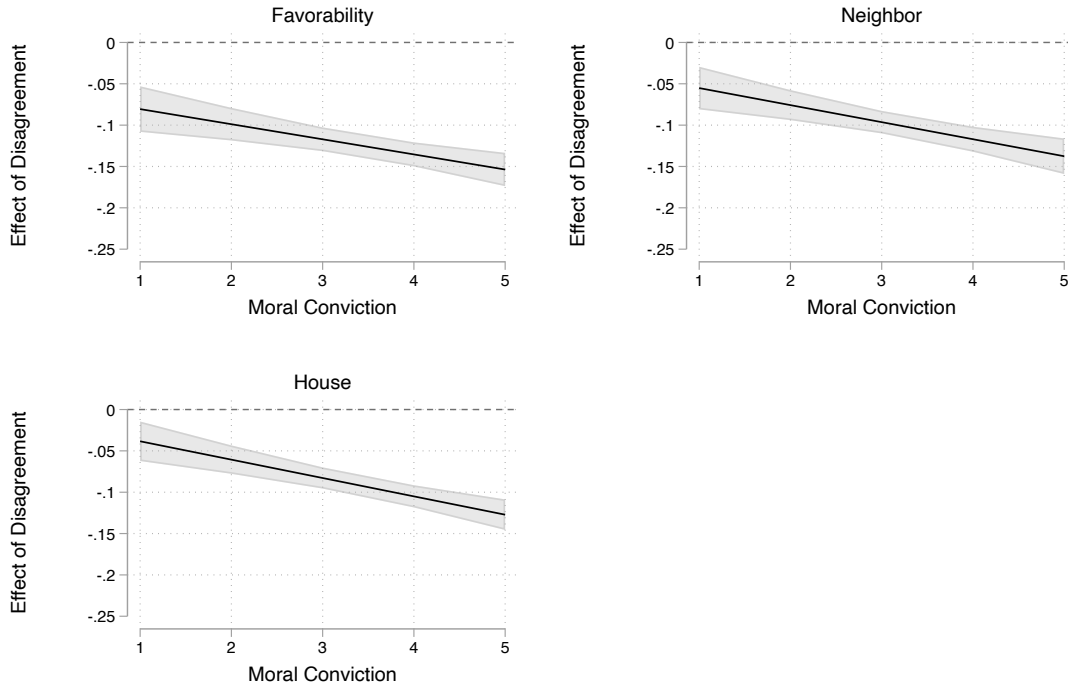 Favorability
Effect of Disagreement
0
-.05
-.1
-.15
-.2
-.25
1 2 3 4 5
Moral Conviction
Neighbor
Effect of Disagreement
0
-.05
-.1
-.15
-.2
-.25
1 2 3 4 5
Moral Conviction
House
Effect of Disagreement
0
-.05
-.1
-.15
-.2
-.25
1 2 3 4 5
Moral Conviction